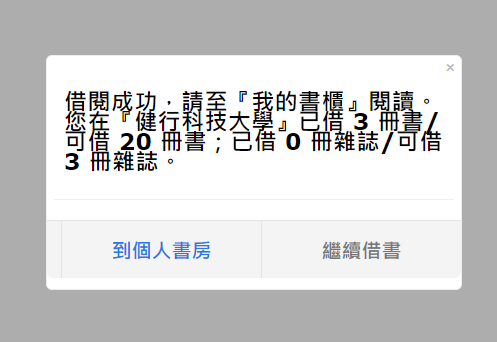 ×
借閱成功，請至『我的書櫃』閱讀。
您在『健行科技大學』已借 3 冊書/
可借 20 冊書；已借 0 冊雜誌/可借
3 冊雜誌。
到個人書房
繼續借書